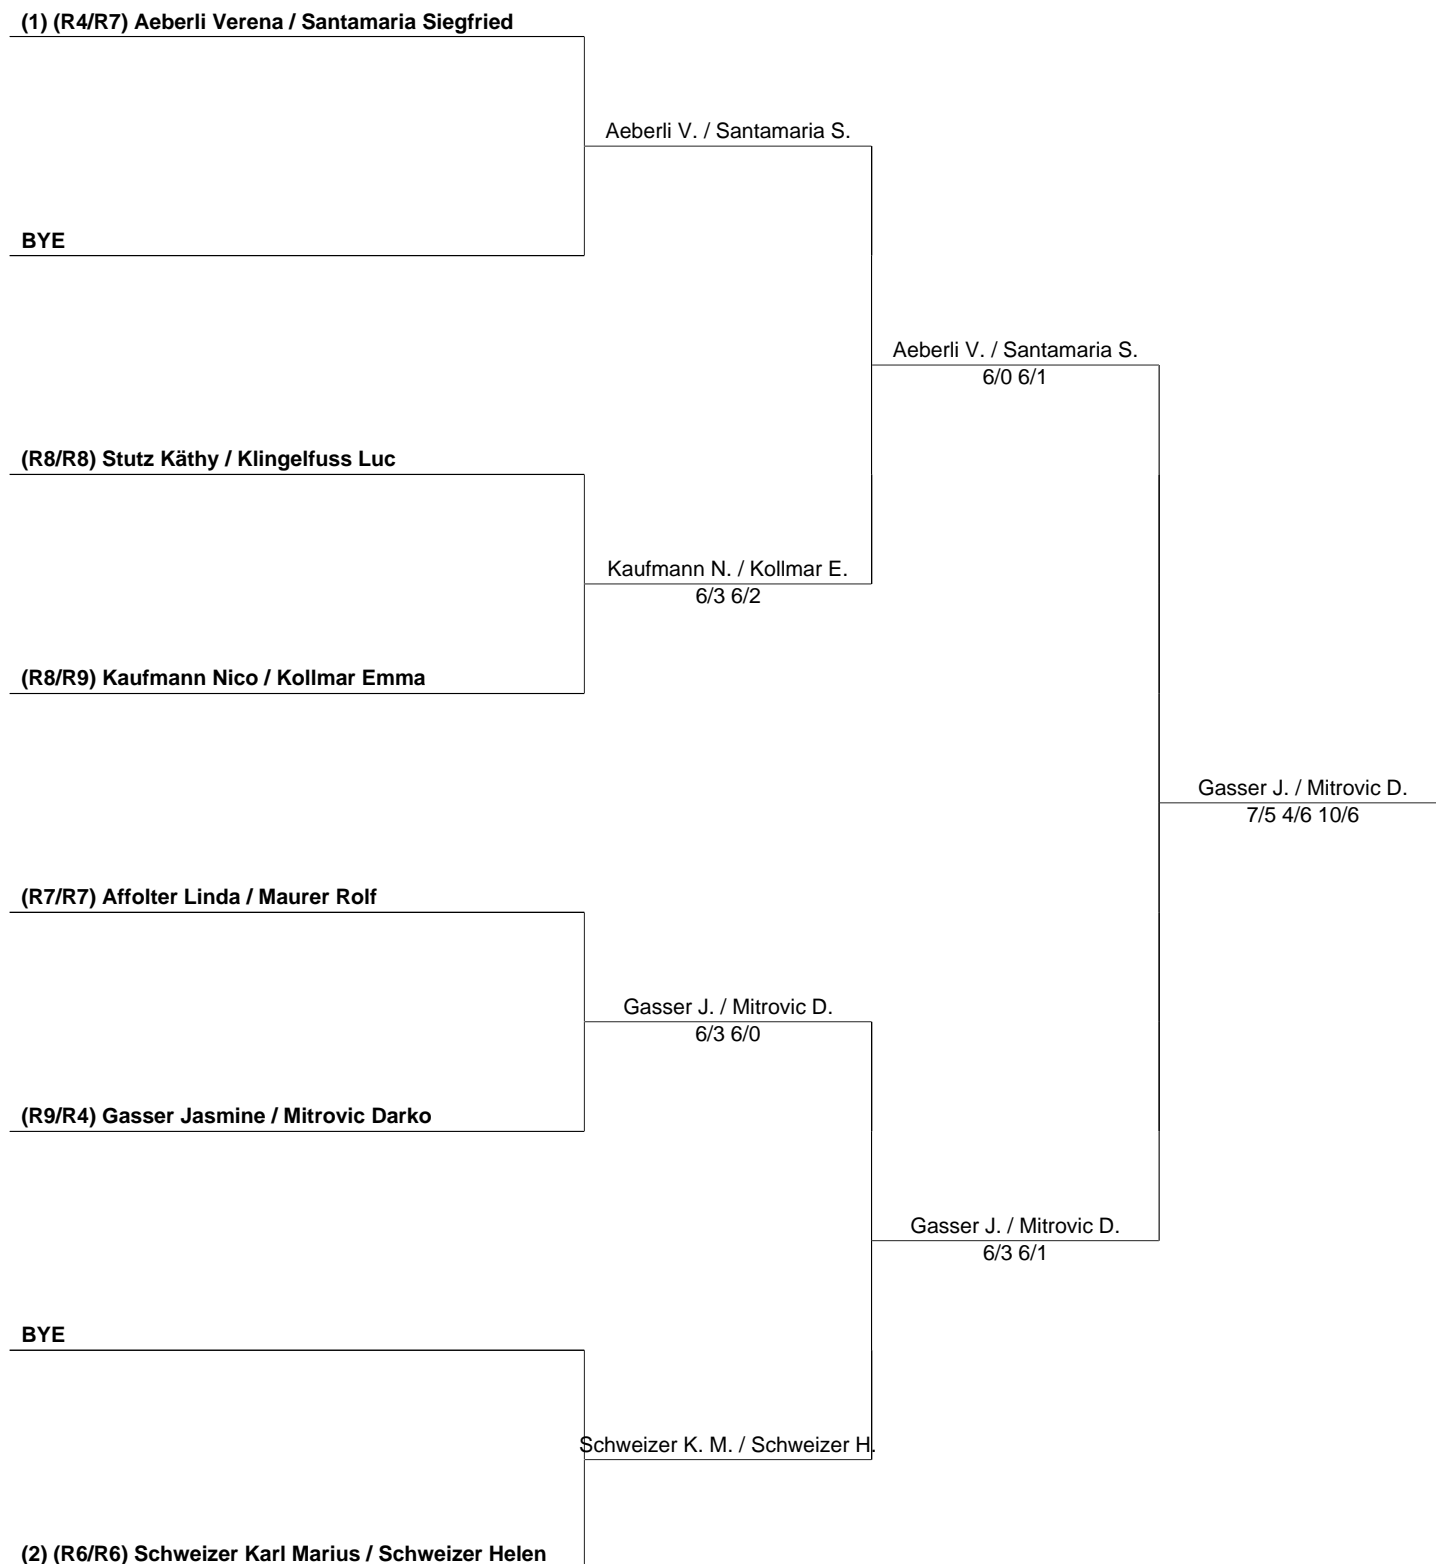 (1) (R4/R7) Aeberli Verena / Santamaria Siegfried
Aeberli V. / Santamaria S.
BYE
Aeberli V. / Santamaria S.
6/0 6/1
(R8/R8) Stutz Käthy / Klingelfuss Luc
Kaufmann N. / Kollmar E.
6/3 6/2
(R8/R9) Kaufmann Nico / Kollmar Emma
Gasser J. / Mitrovic D.
7/5 4/6 10/6
(R7/R7) Affolter Linda / Maurer Rolf
Gasser J. / Mitrovic D.
6/3 6/0
(R9/R4) Gasser Jasmine / Mitrovic Darko
Gasser J. / Mitrovic D.
6/3 6/1
BYE
Schweizer K. M. / Schweizer H.
(2) (R6/R6) Schweizer Karl Marius / Schweizer Helen